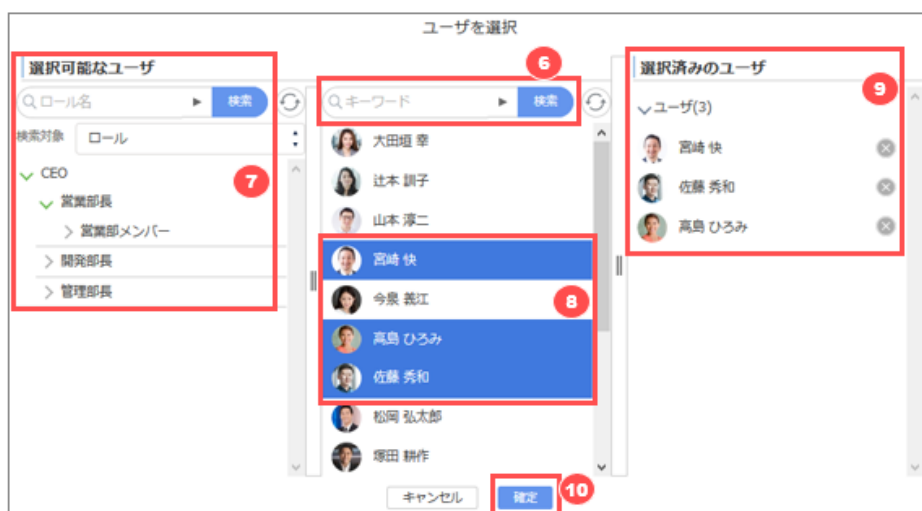 ユーザを選択
選択可能なユーザ
ロール名
検索
検索対象
ロール
CEO
営業部長
営業部メンバー
開発部長
管理部長
7
6
キーワード
検索
大田垣 幸
辻本 訓子
山本 淳二
宮崎 快
今泉 義江
高島 ひろみ
佐藤 秀和
松岡 弘太郎
塚田 耕作
8
選択済みのユーザ
9
ユーザ(3)
宮崎 快
佐藤 秀和
高島 ひろみ
キャンセル
確定
10